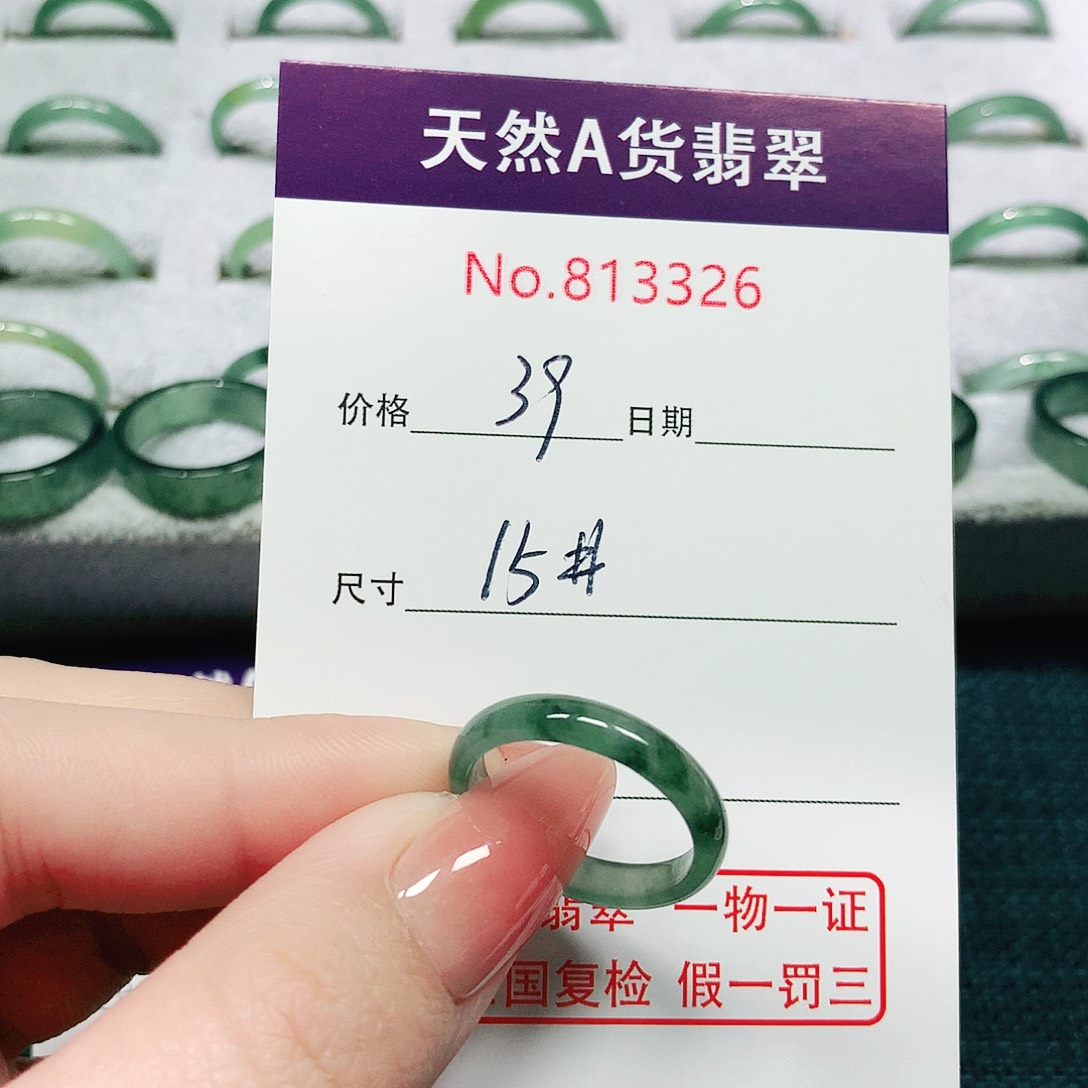 天然A货翡翠
No.813326
价格 39 日期
尺寸 15#
翡翠 一物一证
国复检 假一罚三